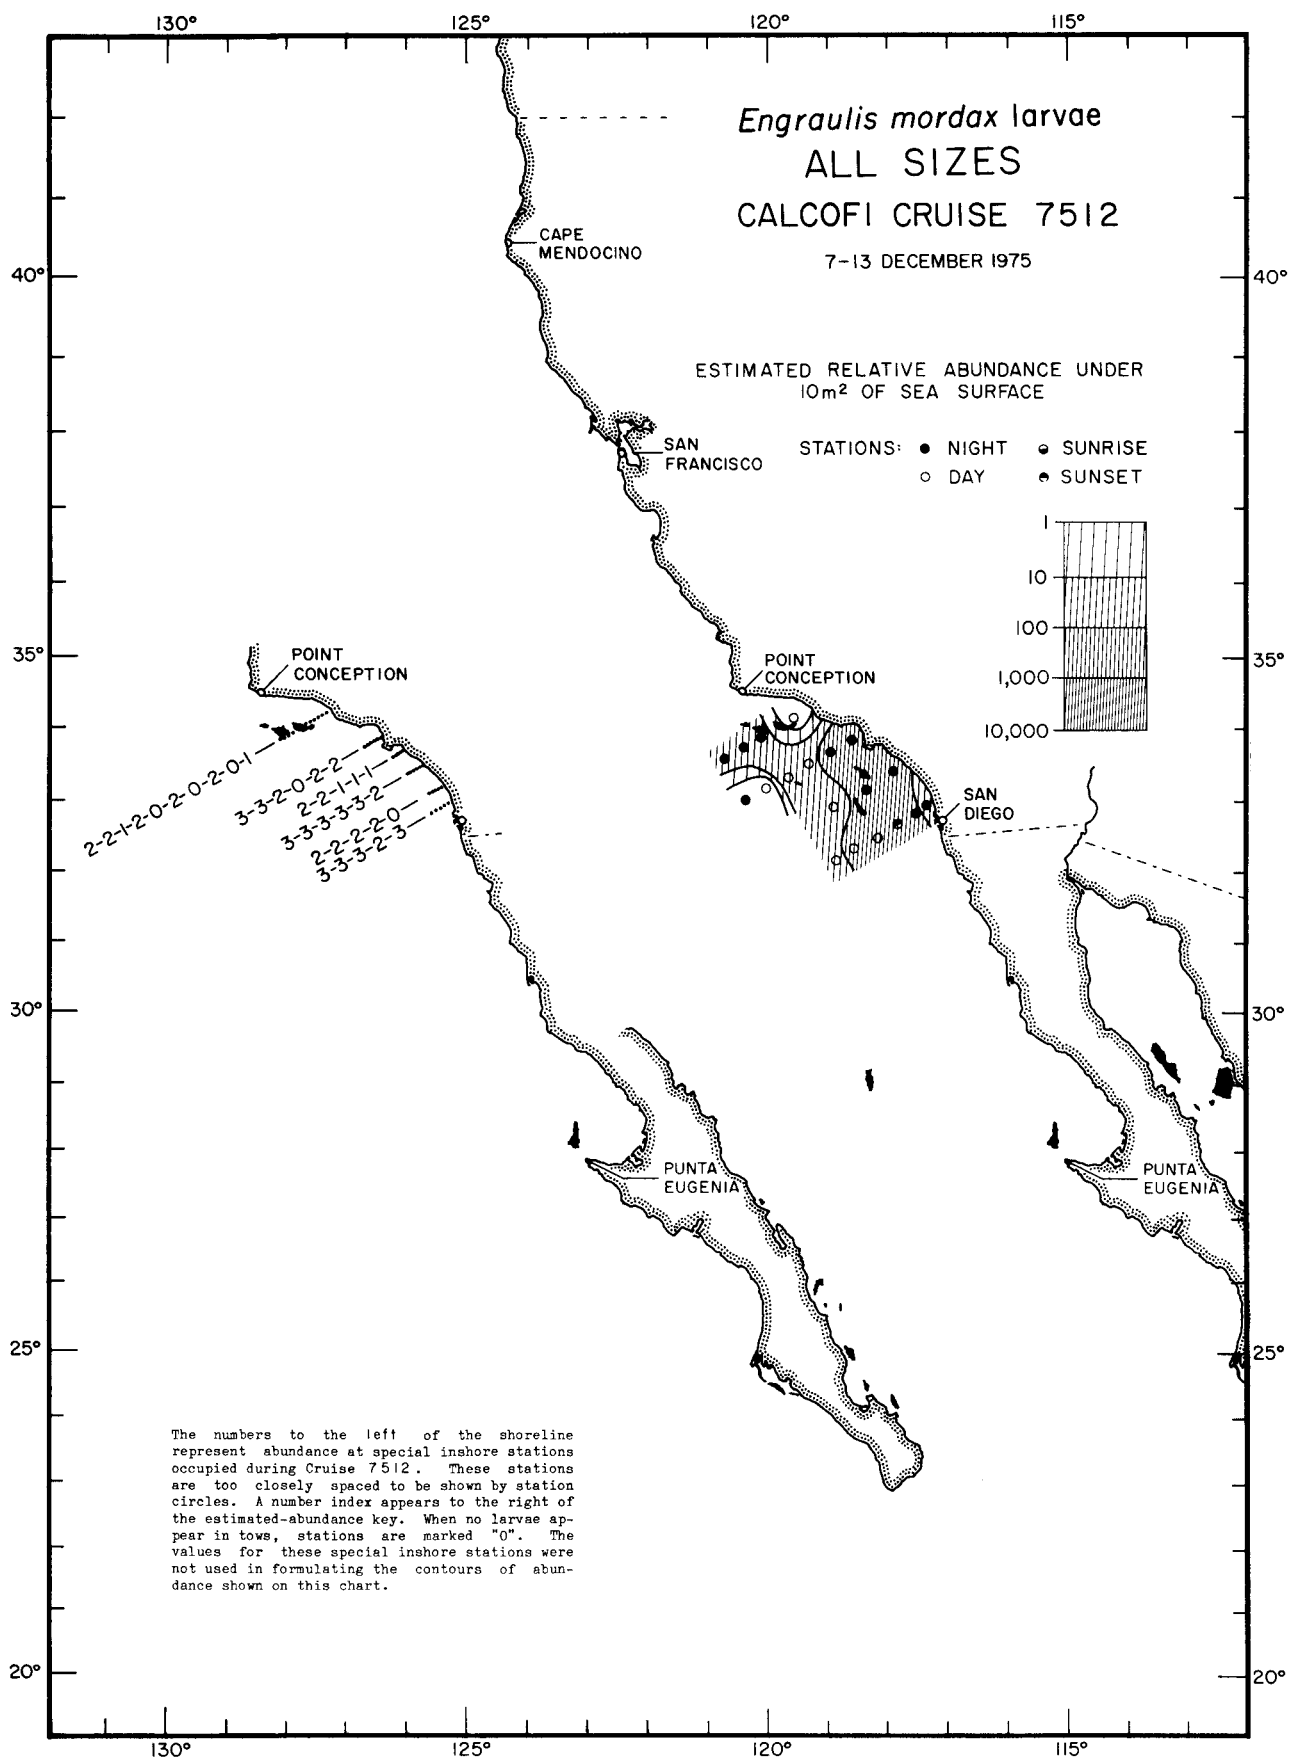 130° 125° 120° 115°
Engraulis mordax larvae
ALL SIZES
CALCOFI CRUISE 7512
7-13 DECEMBER 1975
CAPE
MENDOCINO
40° 40°
ESTIMATED RELATIVE ABUNDANCE UNDER
10m² OF SEA SURFACE
STATIONS: NIGHT SUNRISE
DAY SUNSET
SAN
FRANCISCO
1
10
100
1,000
10,000
35° 35°
POINT
CONCEPTION
POINT
CONCEPTION
2-2-1-2-0-2-0-2-0-1
3-3-2-0-2-2
2-2-1-1-1
3-3-3-3-3-2
2-2-2-2-0
3-3-3-2-3
SAN
DIEGO
30° 30°
PUNTA
EUGENIA
PUNTA
EUGENIA
25° 25°
The numbers to the left of the shoreline
represent abundance at special inshore stations
occupied during Cruise 7512. These stations
are too closely spaced to be shown by station
circles. A number index appears to the right of
the estimated-abundance key. When no larvae ap-
pear in tows, stations are marked "0". The
values for these special inshore stations were
not used in formulating the contours of abun-
dance shown on this chart.
20° 20°
130° 125° 120° 115°